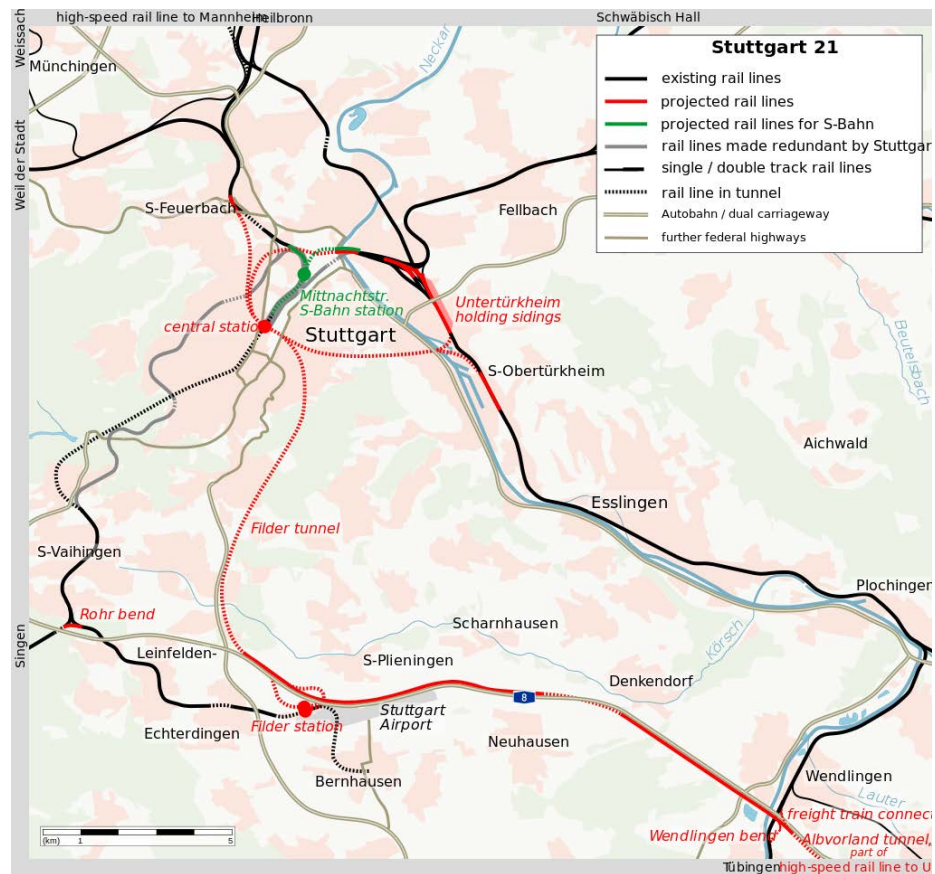 high-speed rail line to Mannheim
Heilbronn
Schwäbisch Hall
Weissach
Münchingen
Neckar
Stuttgart 21
existing rail lines
projected rail lines
projected rail lines for S-Bahn
rail lines made redundant by Stuttgar
single / double track rail lines
rail line in tunnel
Autobahn / dual carriageway
further federal highways
Weil der Stadt
S-Feuerbach
Fellbach
Mittnachtstr.
S-Bahn station
Untertürkheim
holding sidings
central station
Stuttgart
S-Obertürkheim
Beutelsbach
Aichwald
Esslingen
Filder tunnel
S-Vaihingen
Plochingen
Rohr bend
Scharnhausen
Körsch
Singen
Leinfelden-
S-Plieningen
Denkendorf
8
Stuttgart
Airport
Filder station
Echterdingen
Neuhausen
Bernhausen
Wendlingen
Lauter
freight train connect
Wendlingen bend
Albvorland tunnel,
part of
(km) 1 5
Tübingen
high-speed rail line to U